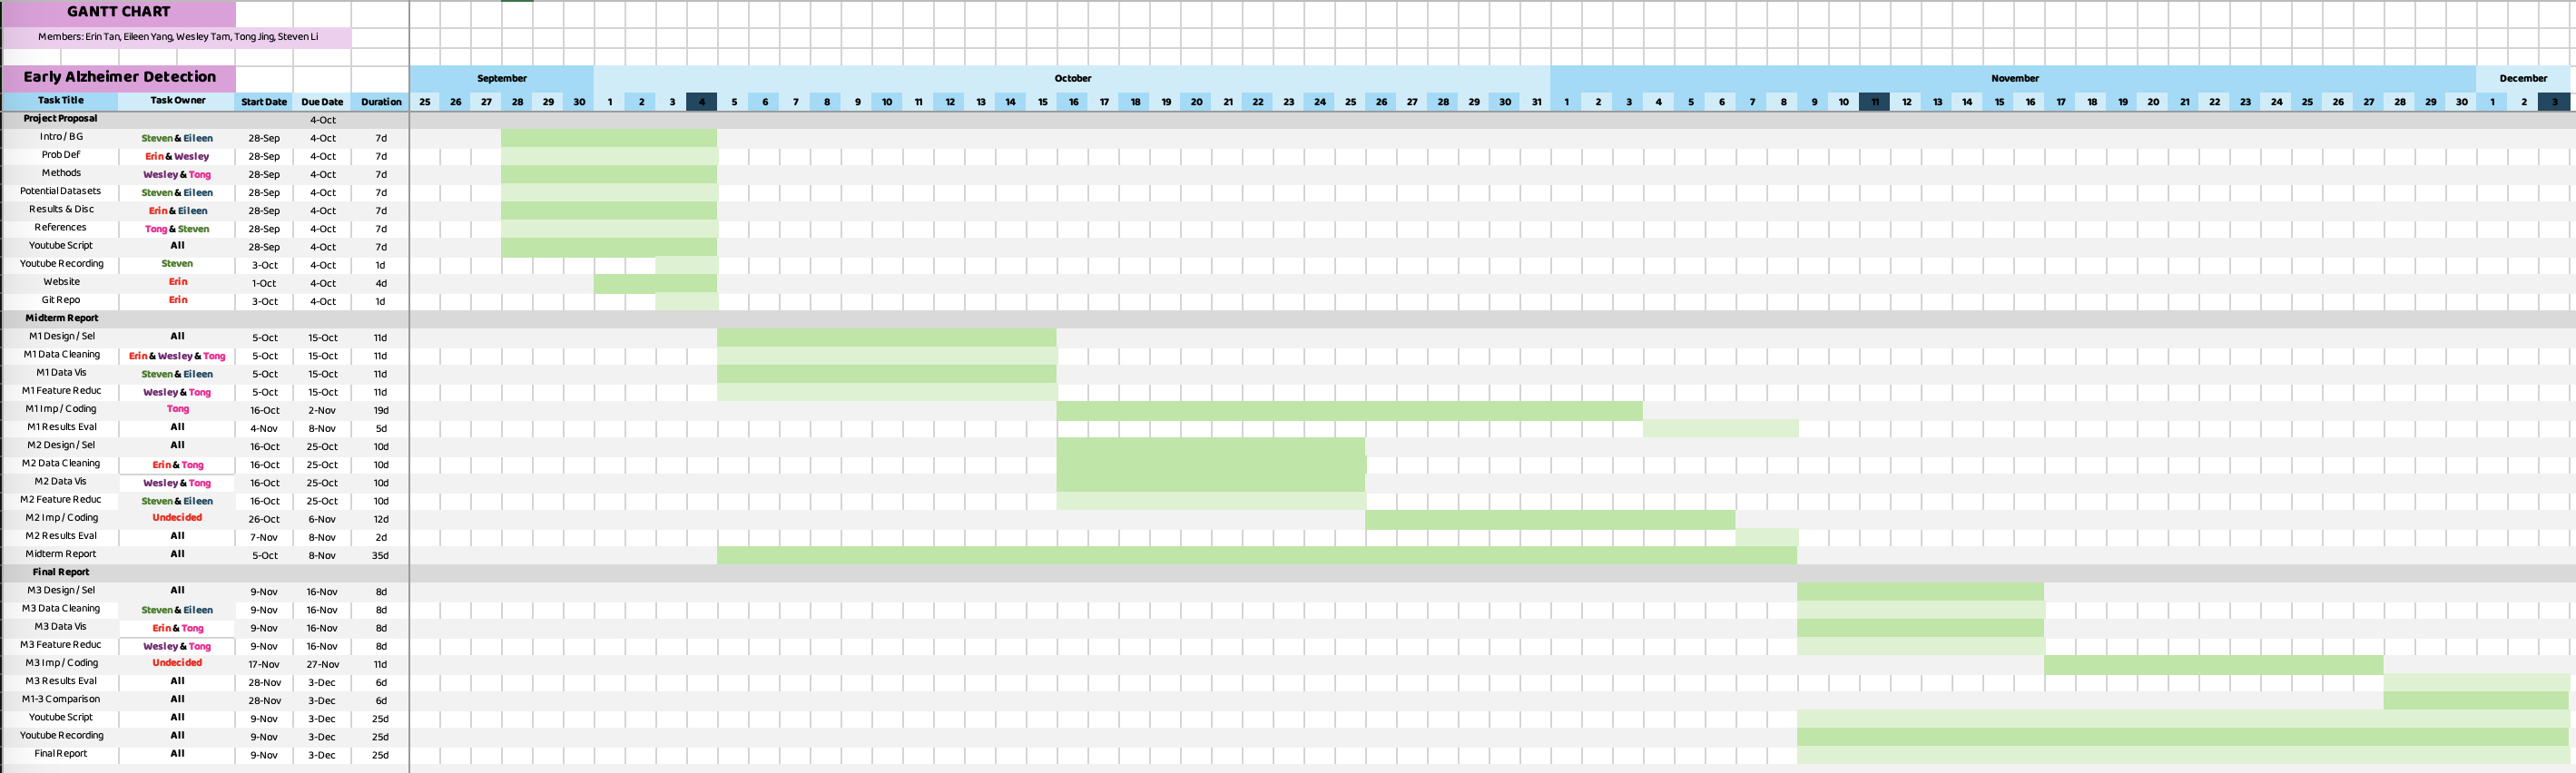 GANTT CHART
Members: Erin Tan, Eileen Yang, Wesley Tam, Tong Jing, Steven Li
Early Alzheimer Detection September October November December
Task Title Task Owner Start Date Due Date Duration 25 26 27 28 29 30 1 2 3 4 5 6 7 8 9 10 11 12 13 14 15 16 17 18 19 20 21 22 23 24 25 26 27 28 29 30 31 1 2 3 4 5 6 7 8 9 10 11 12 13 14 15 16 17 18 19 20 21 22 23 24 25 26 27 28 29 30 1 2 3
Project Proposal 4-Oct
Intro / BG Steven & Eileen 28-Sep 4-Oct 7d
Prob Def Erin & Wesley 28-Sep 4-Oct 7d
Methods Wesley & Tong 28-Sep 4-Oct 7d
Potential Datasets Steven & Eileen 28-Sep 4-Oct 7d
Results & Disc Erin & Eileen 28-Sep 4-Oct 7d
References Tong & Steven 28-Sep 4-Oct 7d
Youtube Script All 28-Sep 4-Oct 7d
Youtube Recording Steven 3-Oct 4-Oct 1d
Website Erin 1-Oct 4-Oct 4d
Git Repo Erin 3-Oct 4-Oct 1d
Midterm Report
M1 Design / Sel All 5-Oct 15-Oct 11d
M1 Data Cleaning Erin & Wesley & Tong 5-Oct 15-Oct 11d
M1 Data Vis Steven & Eileen 5-Oct 15-Oct 11d
M1 Feature Reduc Wesley & Tong 5-Oct 15-Oct 11d
M1 Imp / Coding Tong 16-Oct 2-Nov 19d
M1 Results Eval All 4-Nov 8-Nov 5d
M2 Design / Sel All 16-Oct 25-Oct 10d
M2 Data Cleaning Erin & Tong 16-Oct 25-Oct 10d
M2 Data Vis Wesley & Tong 16-Oct 25-Oct 10d
M2 Feature Reduc Steven & Eileen 16-Oct 25-Oct 10d
M2 Imp / Coding Undecided 26-Oct 6-Nov 12d
M2 Results Eval All 7-Nov 8-Nov 2d
Midterm Report All 5-Oct 8-Nov 35d
Final Report
M3 Design / Sel All 9-Nov 16-Nov 8d
M3 Data Cleaning Steven & Eileen 9-Nov 16-Nov 8d
M3 Data Vis Erin & Tong 9-Nov 16-Nov 8d
M3 Feature Reduc Wesley & Tong 9-Nov 16-Nov 8d
M3 Imp / Coding Undecided 17-Nov 27-Nov 11d
M3 Results Eval All 28-Nov 3-Dec 6d
M1-3 Comparison All 28-Nov 3-Dec 6d
Youtube Script All 9-Nov 3-Dec 25d
Youtube Recording All 9-Nov 3-Dec 25d
Final Report All 9-Nov 3-Dec 25d